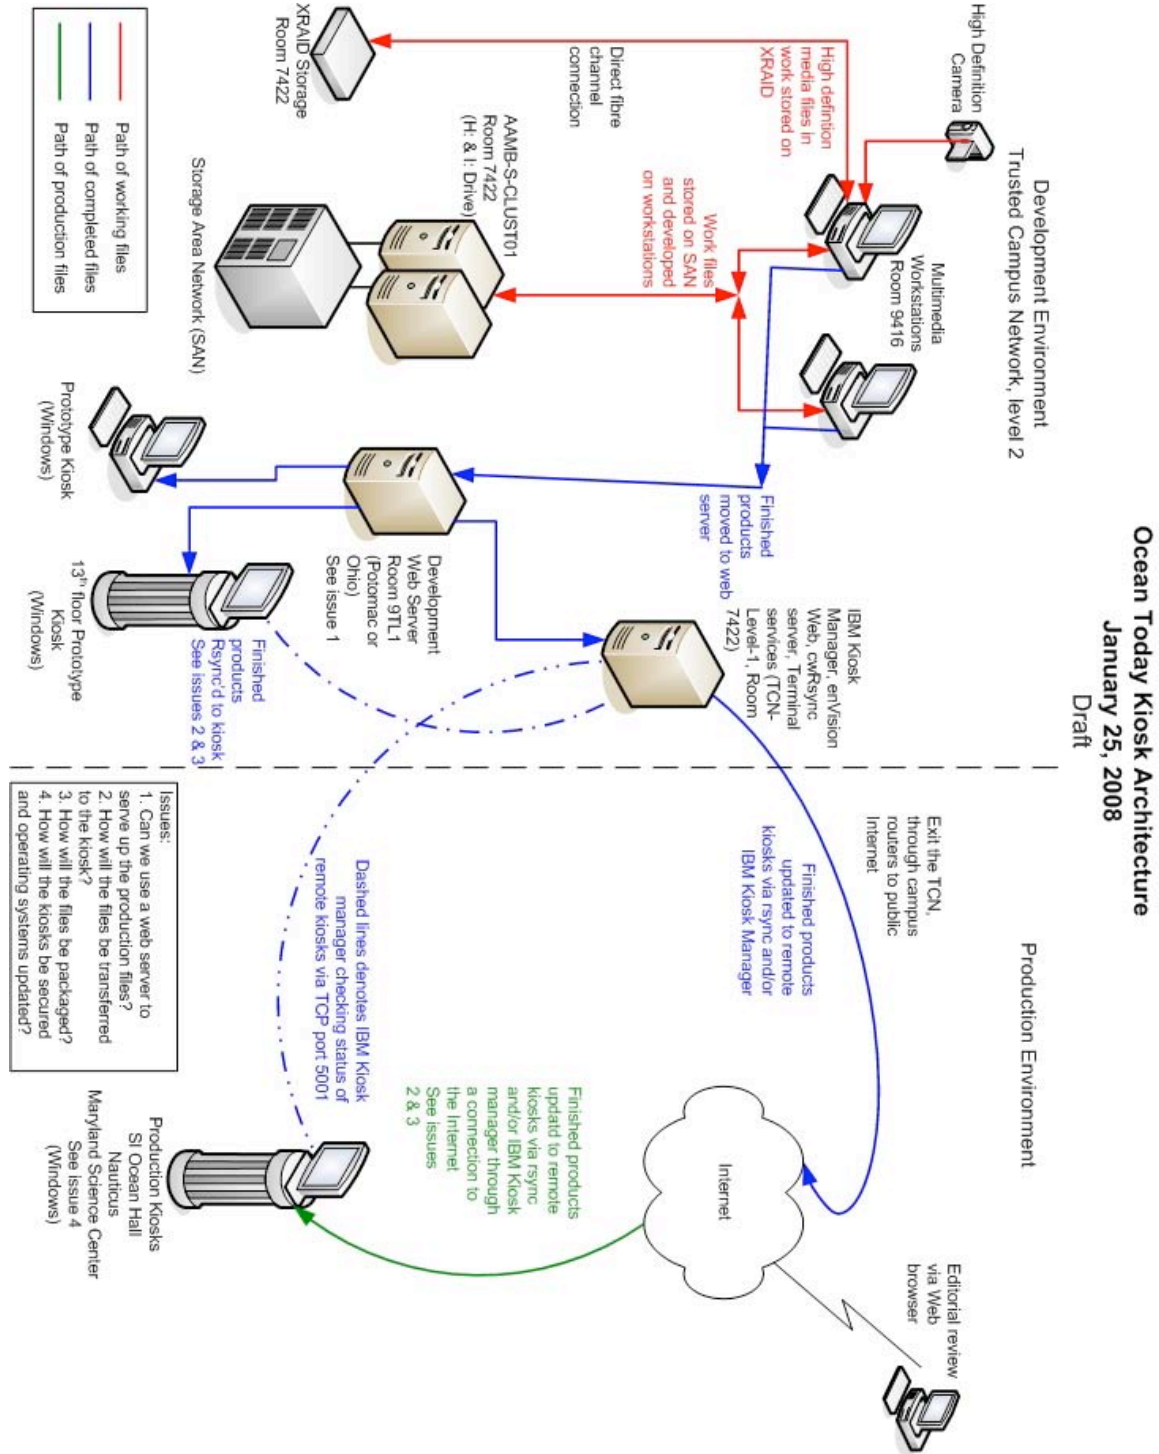 Ocean Today Kiosk Architecture
January 25, 2008
Draft
Development Environment
Trusted Campus Network, level 2
Production Environment
High Definition
Camera
Multimedia
Workstations
Room 9416
High defintion
media files in
work stored on
XRAID
Direct fibre
channel
connection
XRAID Storage
Room 7422
Work files
stored on SAN
and developed
on workstations
AAMB-S-CLUST01
Room 7422
(H: & I: Drive)
Storage Area Network (SAN)
Path of working files
Path of completed files
Path of production files
Finished
products
moved to web
server
Development
Web Server
Room 9TL1
(Potomac or
Ohio)
See issue 1
Prototype Kiosk
(Windows)
13th floor Prototype
Kiosk
(Windows)
Finished
products
Rsync'd to kiosk
See issues 2 & 3
IBM Kiosk
Manager, enVision
Web, cwRsync
server, Terminal
services (TCN-
Level-1, Room
7422)
Exit the TCN,
through campus
routers to public
Internet
Finished products
updated to remote
kiosks via rsync and/or
IBM Kiosk Manager
Internet
Editorial review
via Web
browser
Dashed lines denotes IBM Kiosk
manager checking status of
remote kiosks via TCP port 5001
Finished products
updatd to remote
kiosks via rsync
and/or IBM Kiosk
manager through
a connection to
the Internet
See issues
2 & 3
Issues:
1. Can we use a web server to
serve up the production files?
2. How will the files be transferred
to the kiosk?
3. How will the files be packaged?
4. How will the kiosks be secured
and operating systems updated?
Production Kiosks
SI Ocean Hall
Nauticus
Maryland Science Center
See issue 4
(Windows)